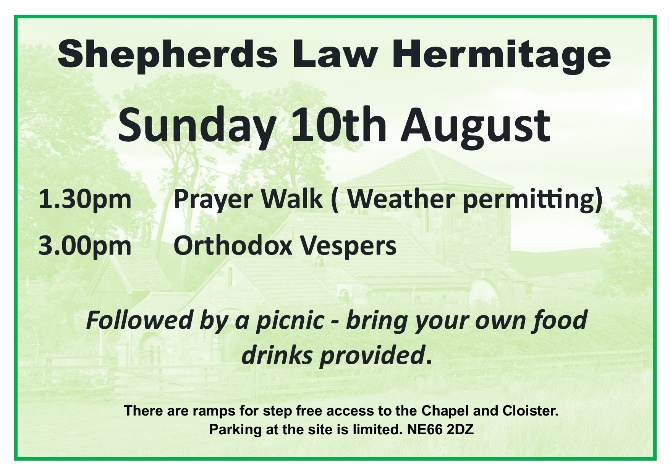 Shepherds Law Hermitage
Sunday 10th August
1.30pm Prayer Walk ( Weather permitting)
3.00pm Orthodox Vespers
Followed by a picnic - bring your own food
drinks provided.
There are ramps for step free access to the Chapel and Cloister.
Parking at the site is limited. NE66 2DZ